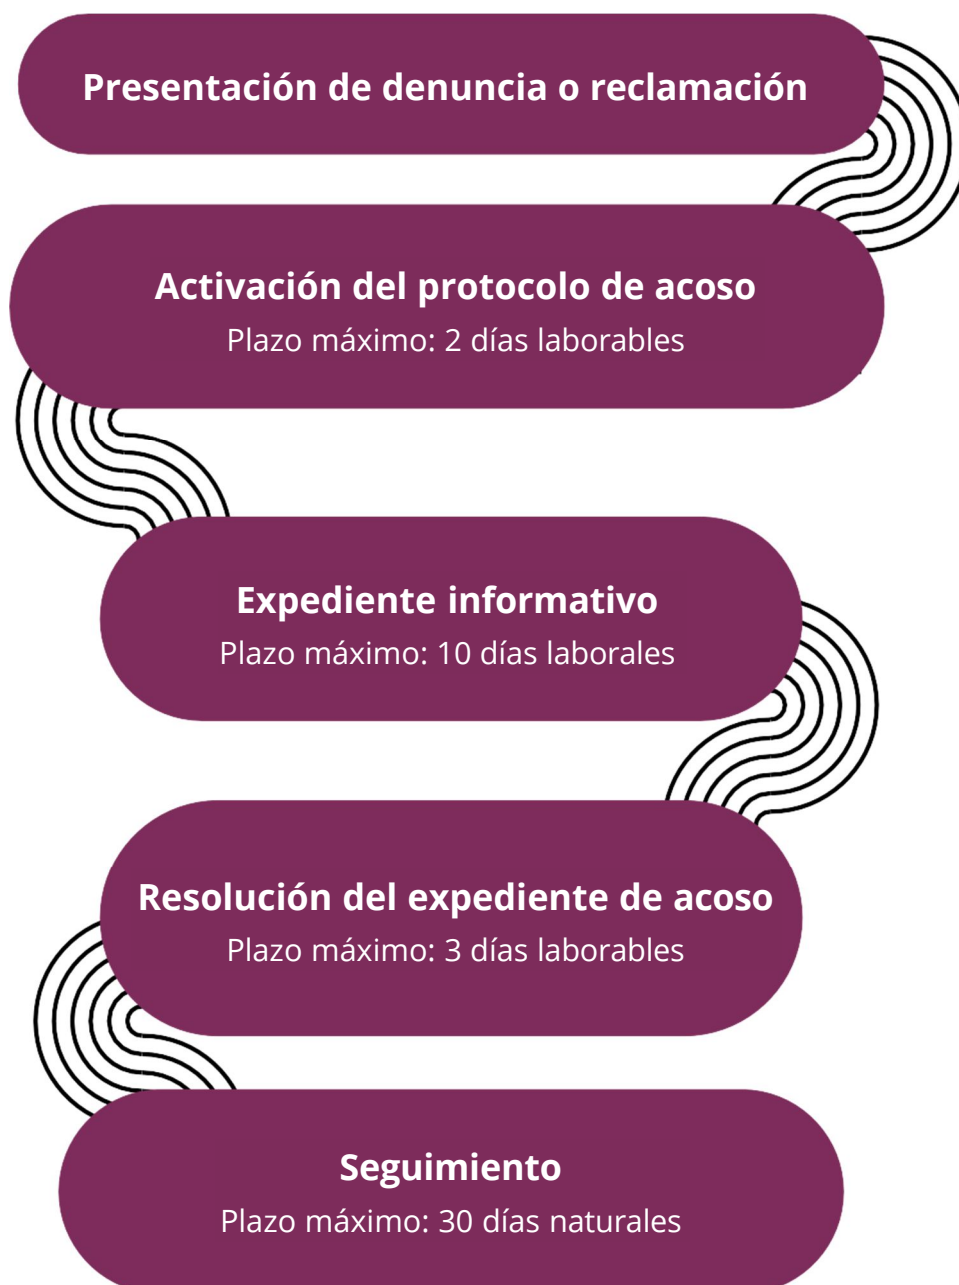 Presentación de denuncia o reclamación
Activación del protocolo de acoso
Plazo máximo: 2 días laborables
Expediente informativo
Plazo máximo: 10 días laborales
Resolución del expediente de acoso
Plazo máximo: 3 días laborables
Seguimiento
Plazo máximo: 30 días naturales